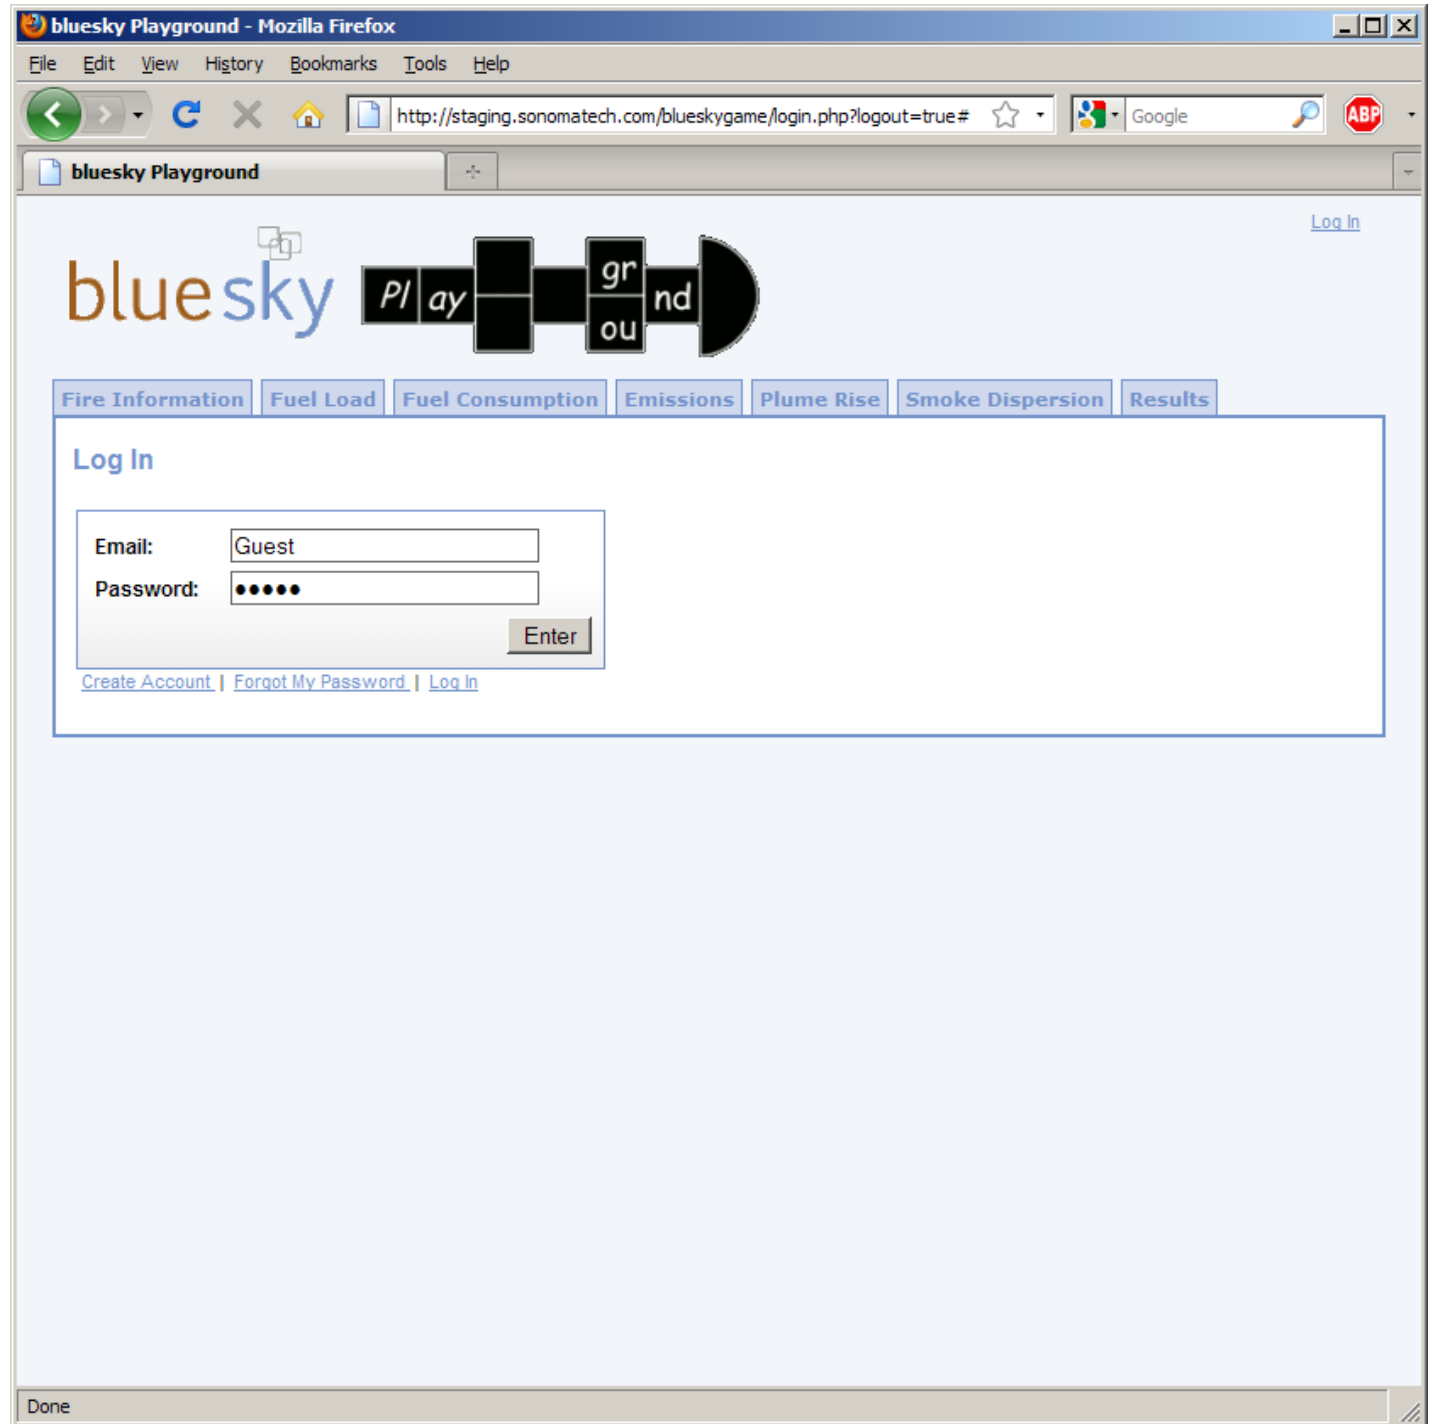 bluesky Playground - Mozilla Firefox
File Edit View History Bookmarks Tools Help
http://staging.sonomatech.com/blueskygame/login.php?logout=true# Google ABP
bluesky Playground
Log In
bluesky Pl ay gr ou nd
Fire Information Fuel Load Fuel Consumption Emissions Plume Rise Smoke Dispersion Results
Log In
Email: Guest
Password: •••••
Enter
Create Account | Forgot My Password | Log In
Done